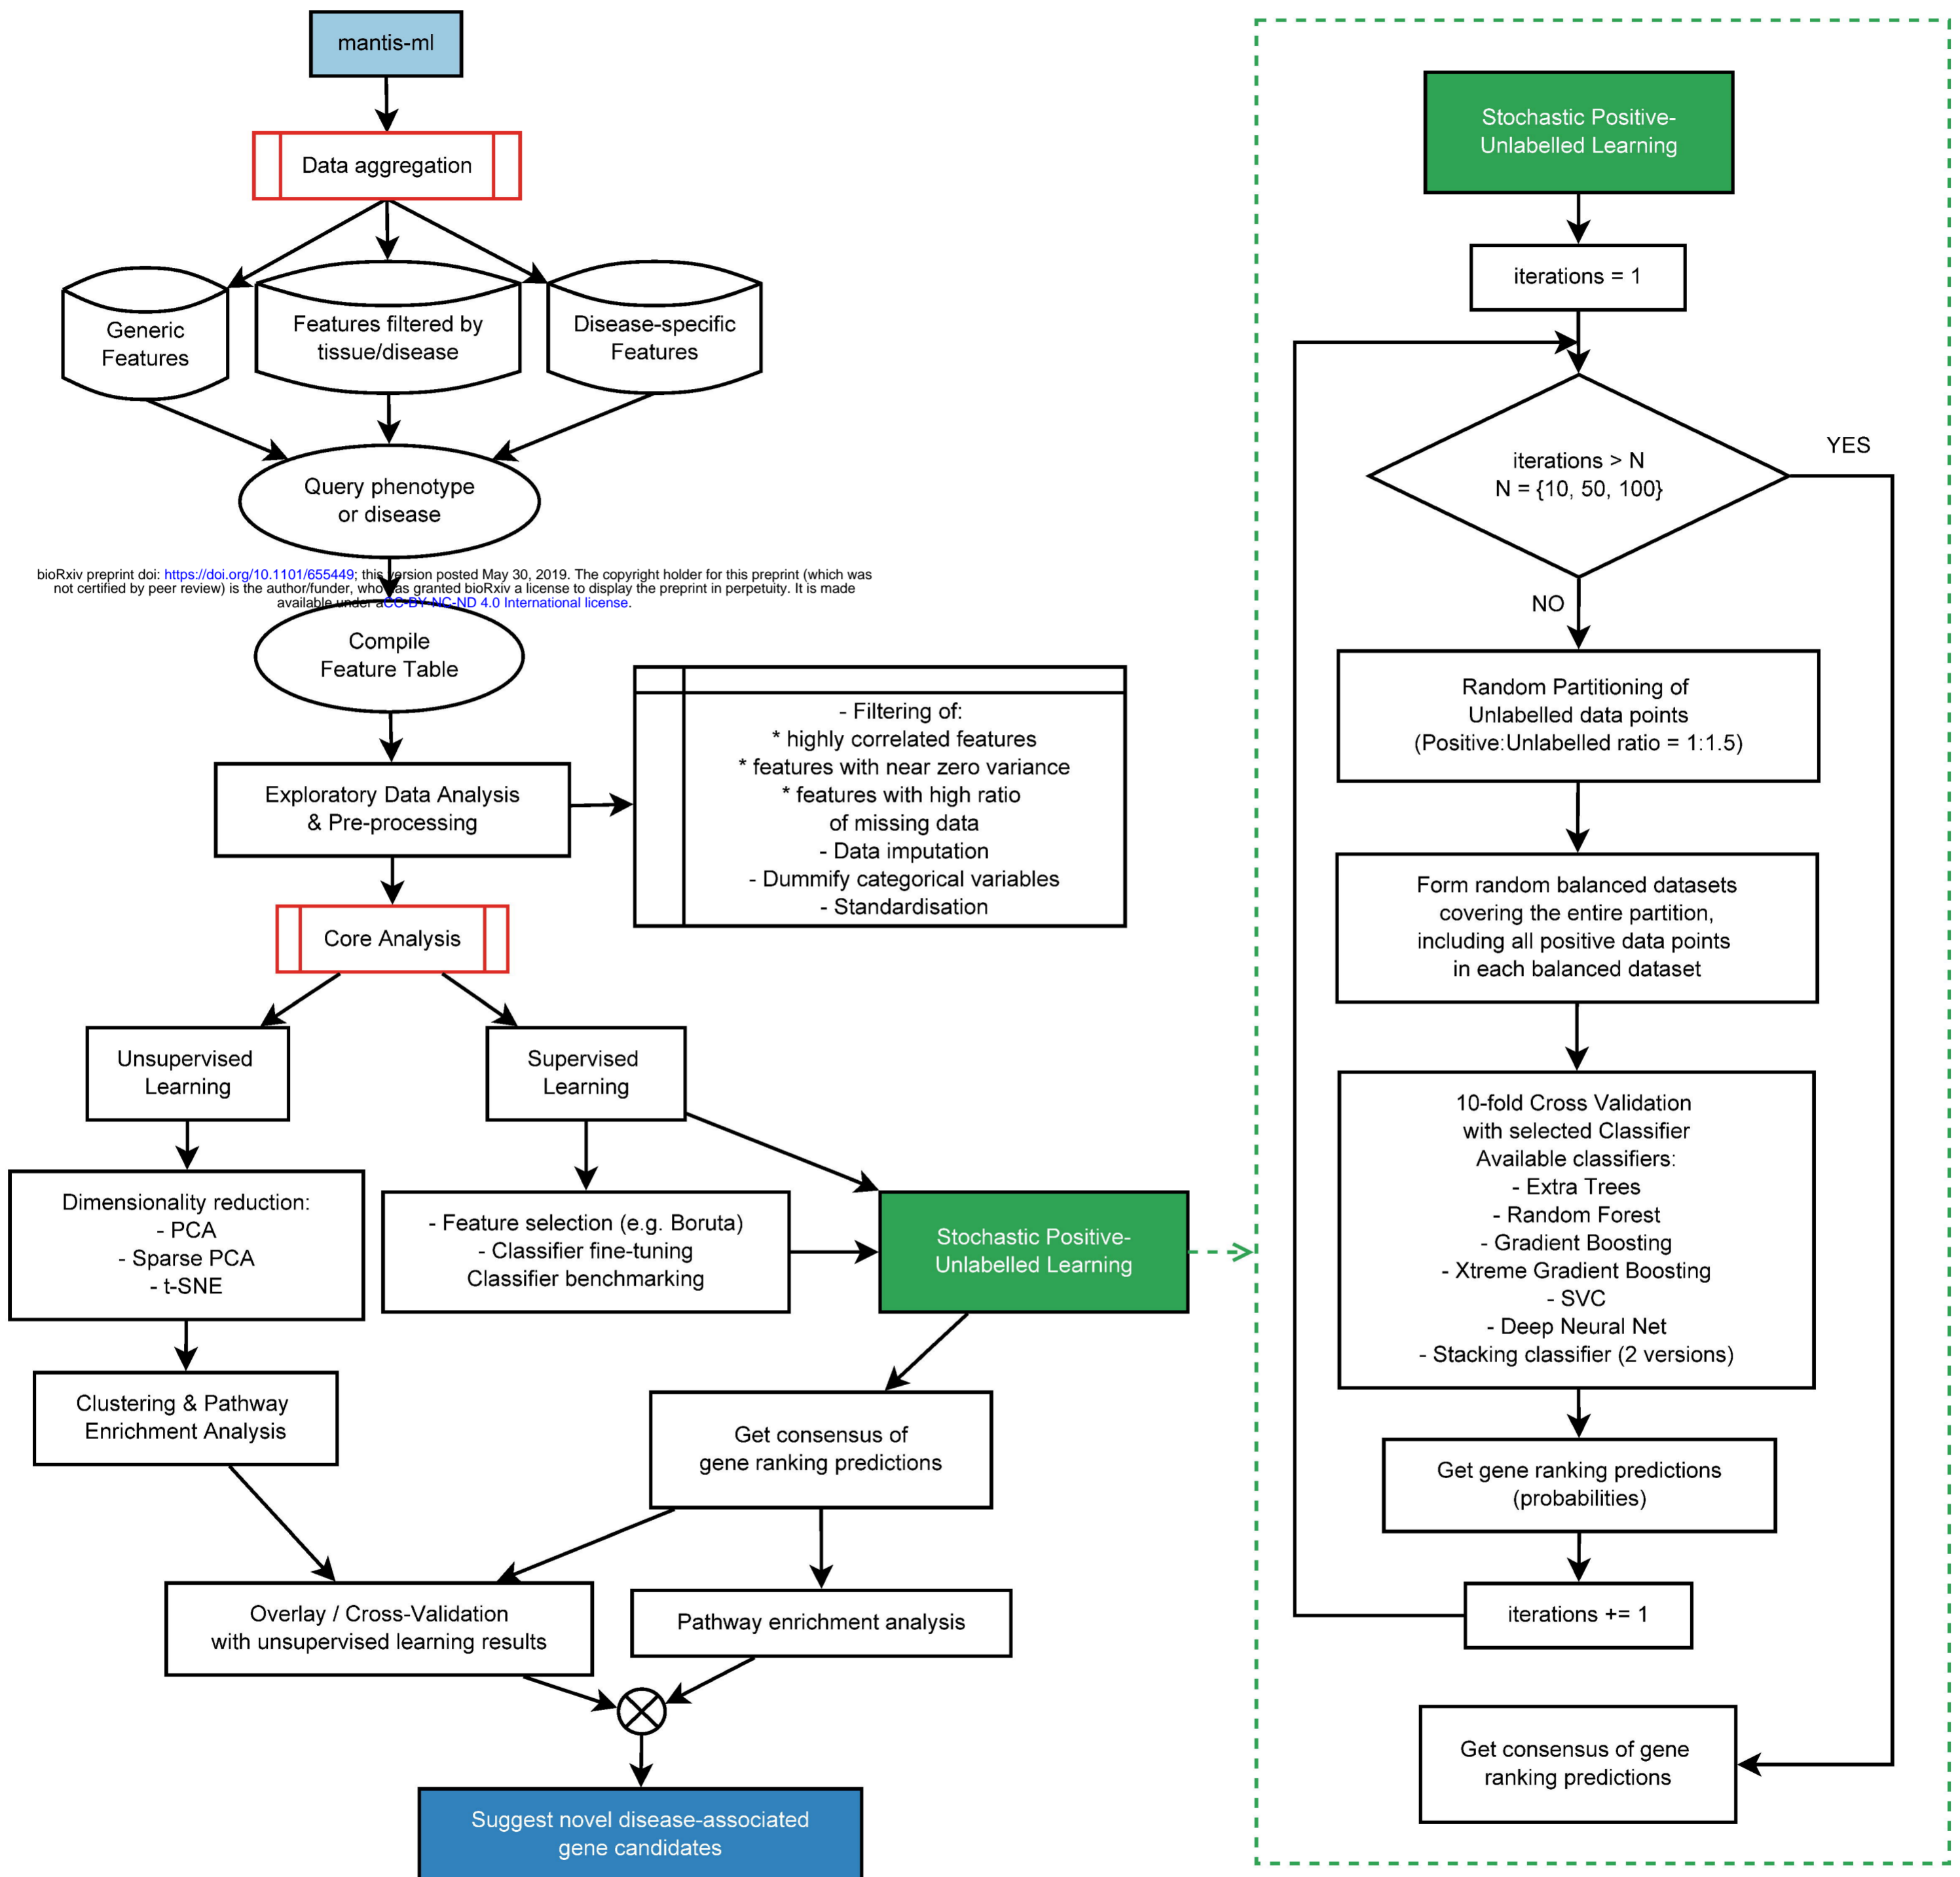 mantis-ml
Data aggregation
Generic
Features
Features filtered by
tissue/disease
Disease-specific
Features
Query phenotype
or disease
bioRxiv preprint doi: https://doi.org/10.1101/655449; this version posted May 30, 2019. The copyright holder for this preprint (which was
not certified by peer review) is the author/funder, who has granted bioRxiv a license to display the preprint in perpetuity. It is made
available under aCC-BY-NC-ND 4.0 International license.
Compile
Feature Table
Exploratory Data Analysis
& Pre-processing
- Filtering of:
* highly correlated features
* features with near zero variance
* features with high ratio
of missing data
- Data imputation
- Dummify categorical variables
- Standardisation
Core Analysis
Unsupervised
Learning
Supervised
Learning
Dimensionality reduction:
- PCA
- Sparse PCA
- t-SNE
- Feature selection (e.g. Boruta)
- Classifier fine-tuning
Classifier benchmarking
Stochastic Positive-
Unlabelled Learning
Clustering & Pathway
Enrichment Analysis
Get consensus of
gene ranking predictions
Overlay / Cross-Validation
with unsupervised learning results
Pathway enrichment analysis
Suggest novel disease-associated
gene candidates
Stochastic Positive-
Unlabelled Learning
iterations = 1
iterations > N
N = {10, 50, 100}
YES
NO
Random Partitioning of
Unlabelled data points
(Positive:Unlabelled ratio = 1:1.5)
Form random balanced datasets
covering the entire partition,
including all positive data points
in each balanced dataset
10-fold Cross Validation
with selected Classifier
Available classifiers:
- Extra Trees
- Random Forest
- Gradient Boosting
- Xtreme Gradient Boosting
- SVC
- Deep Neural Net
- Stacking classifier (2 versions)
Get gene ranking predictions
(probabilities)
iterations += 1
Get consensus of gene
ranking predictions